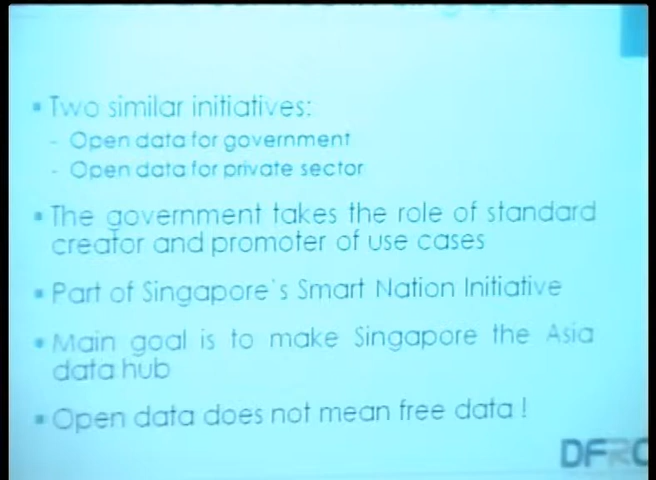 ▪ Two similar initiatives:
- Open data for government
- Open data for private sector
▪ The government takes the role of standard
creator and promoter of use cases
▪ Part of Singapore's Smart Nation Initiative
▪ Main goal is to make Singapore the Asia
data hub
▪ Open data does not mean free data !
DFRC